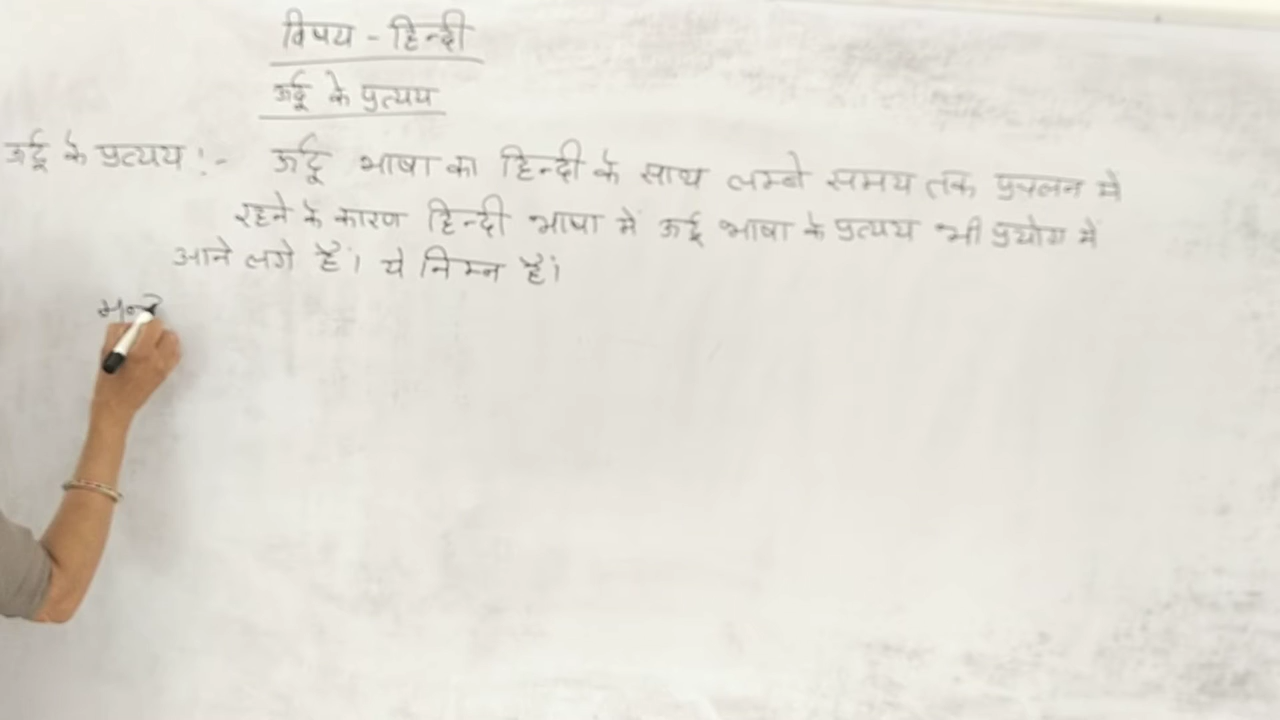 विषय - हिन्दी
उर्दू के प्रत्यय
उर्दू के प्रत्यय :- उर्दू भाषा का हिन्दी के साथ लम्बे समय तक प्रचलन में
रहने के कारण हिन्दी भाषा में उर्दू भाषा के प्रत्यय भी प्रयोग में
आने लगे हैं। ये निम्न हैं।